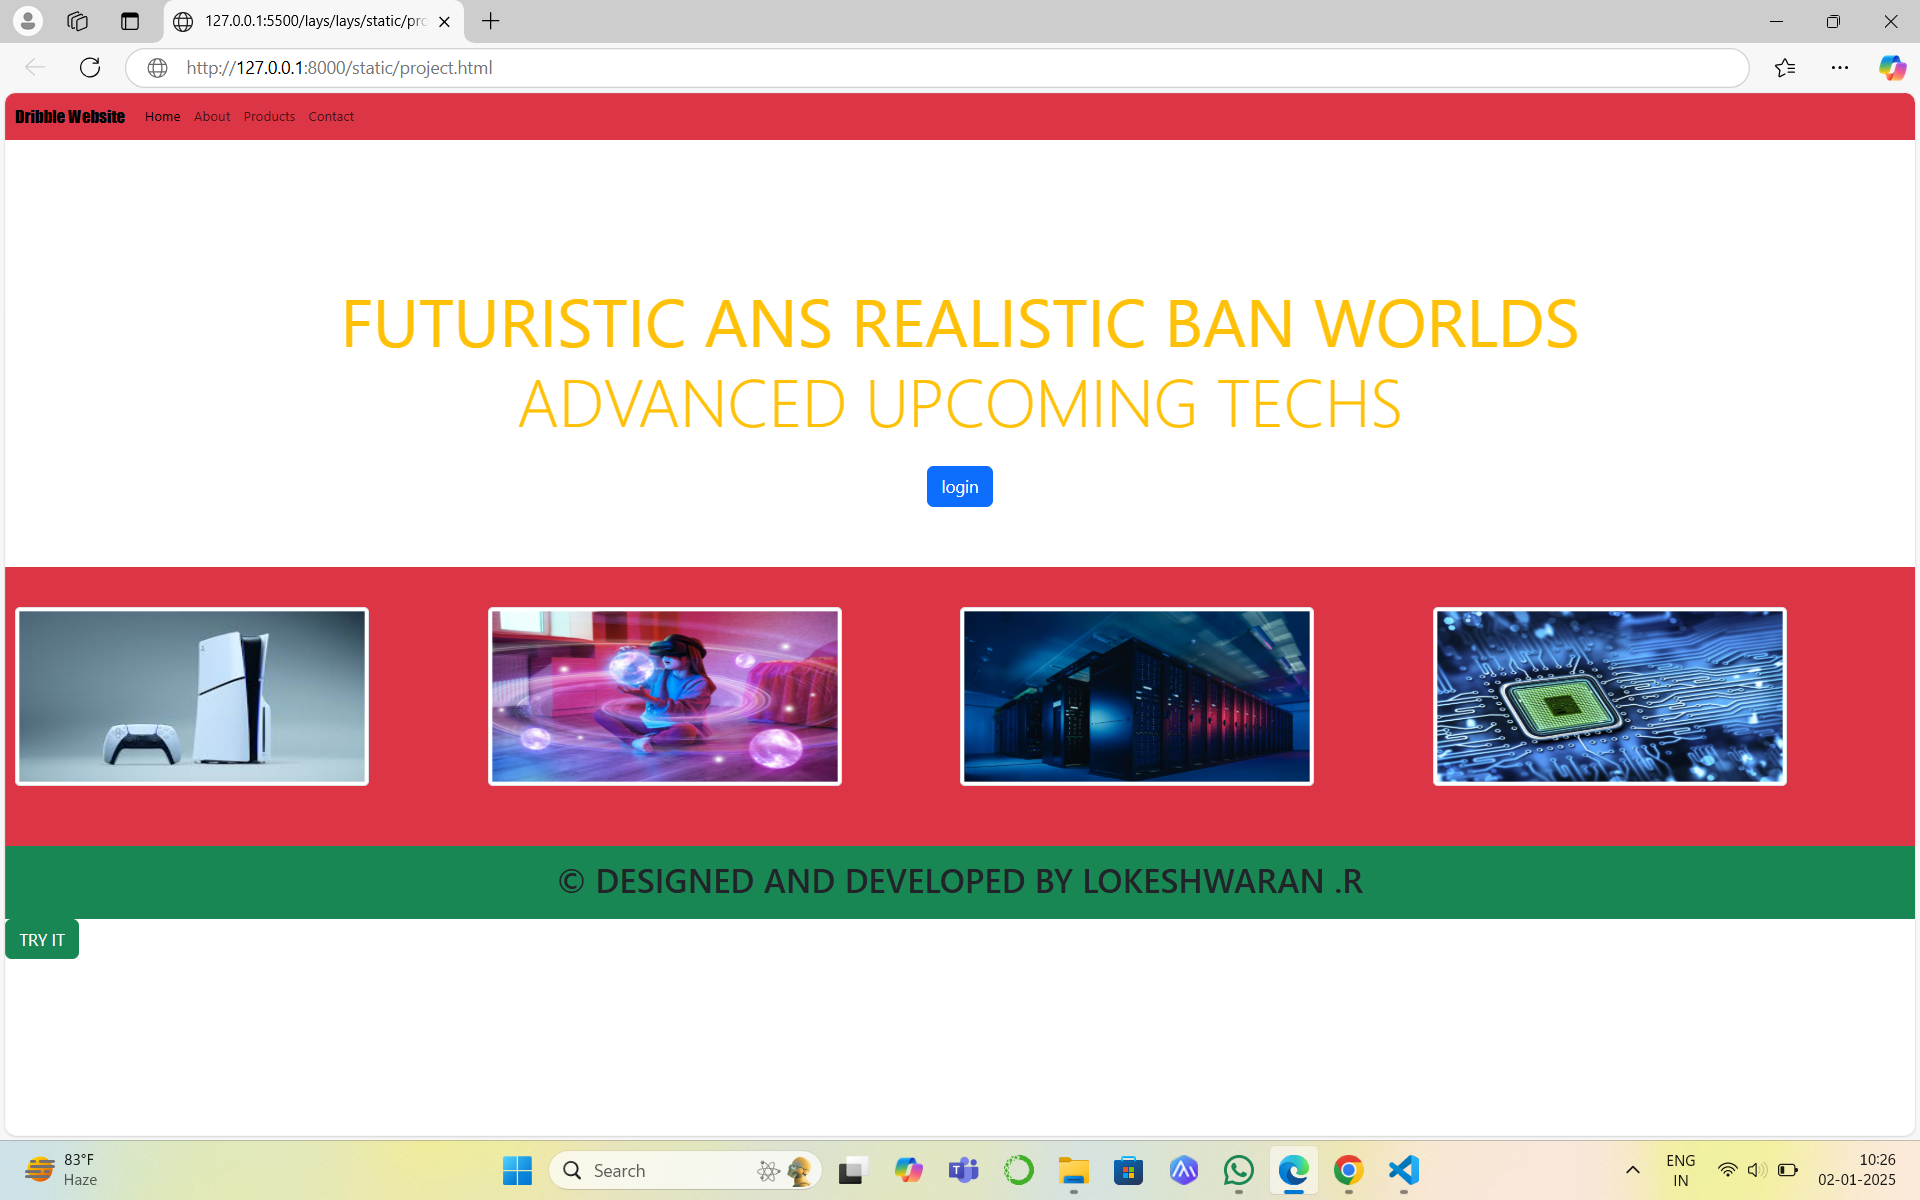 127.0.0.1:5500/lays/lays/static/pro
http://127.0.0.1:8000/static/project.html
Dribble Website Home About Products Contact
FUTURISTIC ANS REALISTIC BAN WORLDS
ADVANCED UPCOMING TECHS
login
© DESIGNED AND DEVELOPED BY LOKESHWARAN .R
TRY IT
83°F
Haze
Search
ENG
IN
10:26
02-01-2025